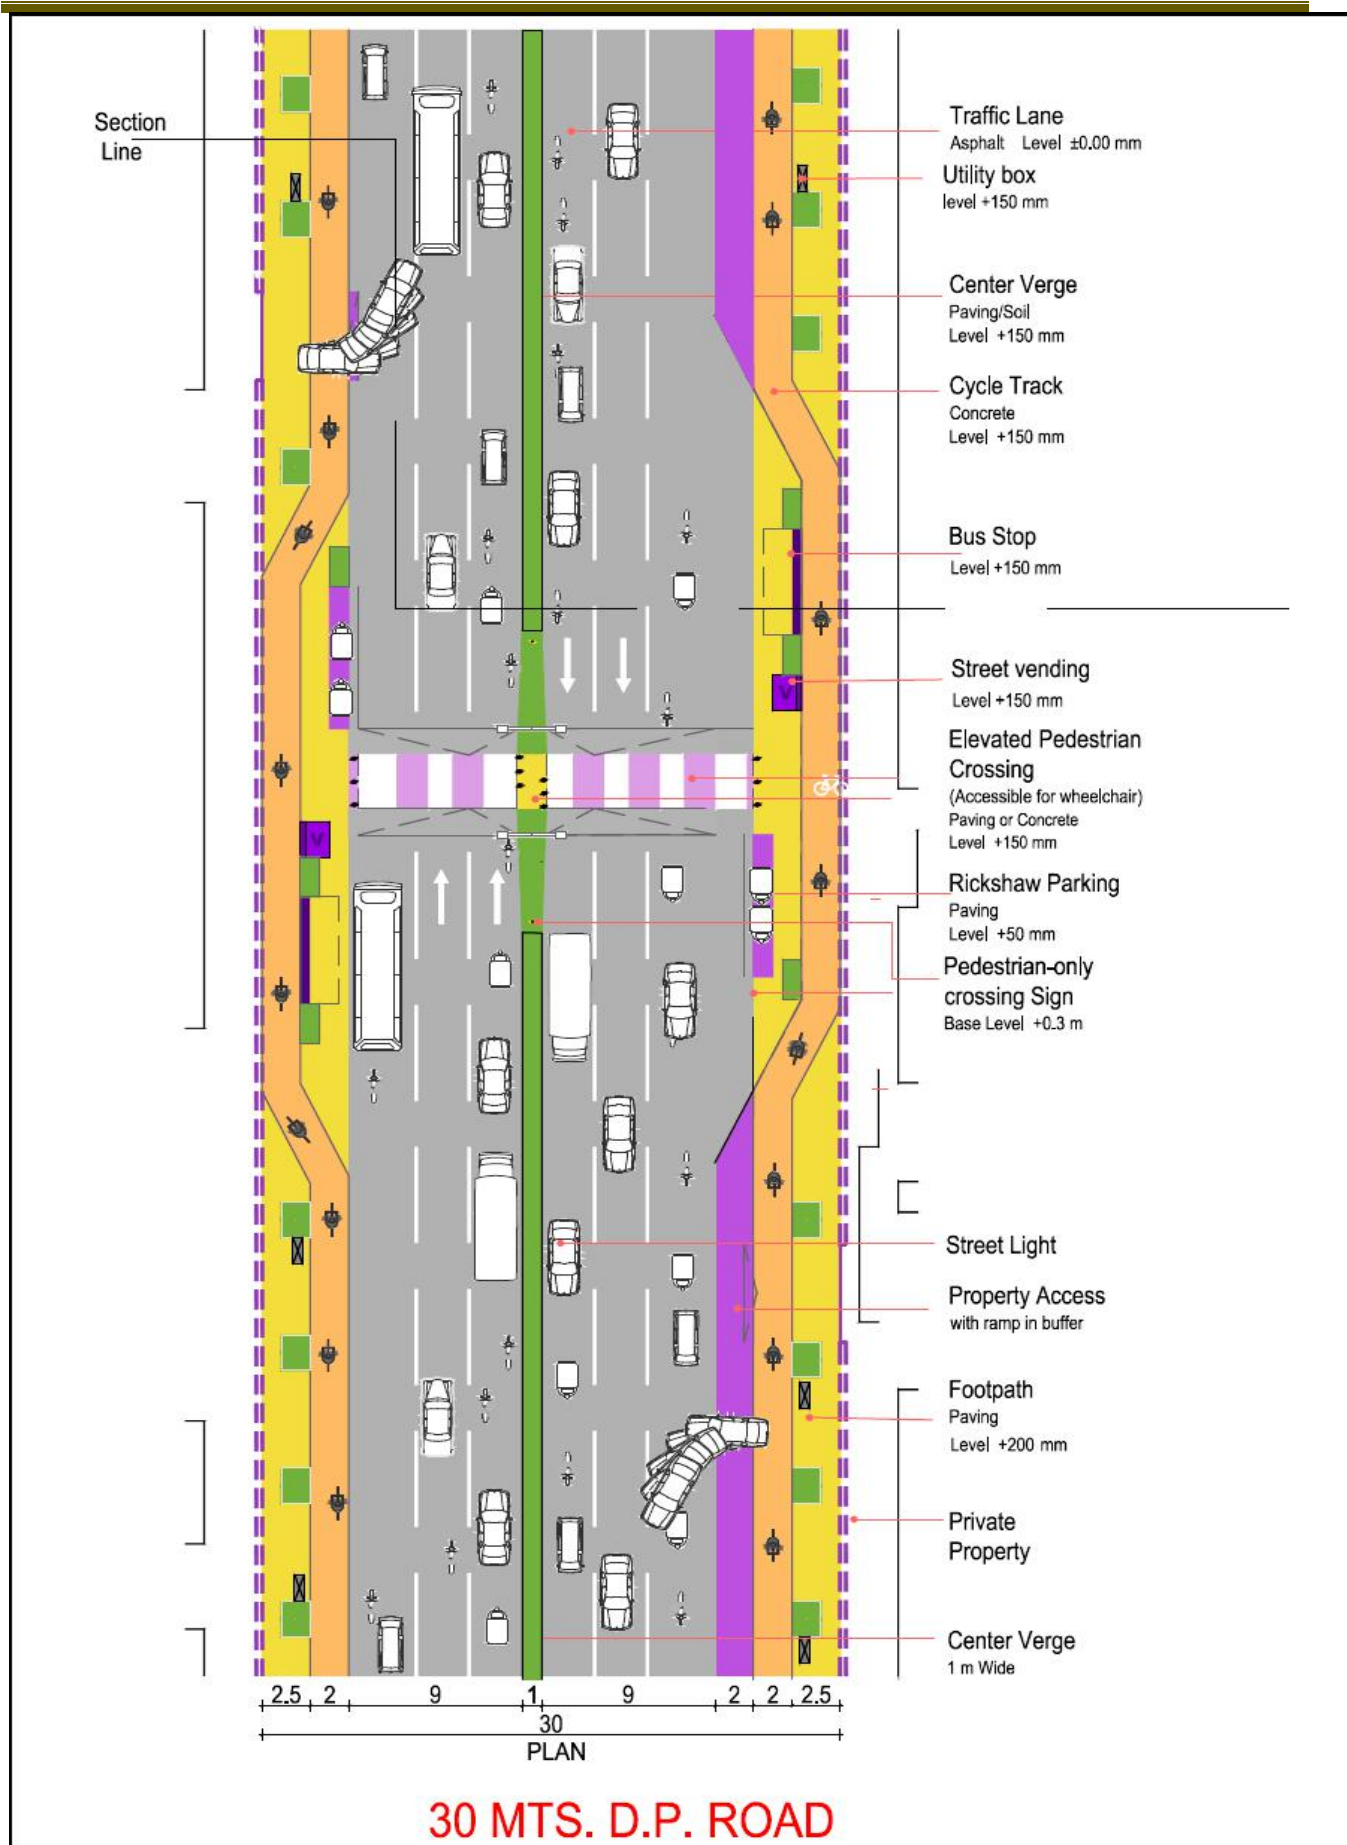 Section
Line
Traffic Lane
Asphalt Level ±0.00 mm
Utility box
level +150 mm
Center Verge
Paving/Soil
Level +150 mm
Cycle Track
Concrete
Level +150 mm
Bus Stop
Level +150 mm
Street vending
Level +150 mm
V
Elevated Pedestrian
Crossing
(Accessible for wheelchair)
Paving or Concrete
Level +150 mm
V
Rickshaw Parking
Paving
Level +50 mm
Pedestrian-only
crossing Sign
Base Level +0.3 m
Street Light
Property Access
with ramp in buffer
Footpath
Paving
Level +200 mm
Private
Property
Center Verge
1 m Wide
2.5 2 9 1 9 2 2 2.5
30
PLAN
30 MTS. D.P. ROAD